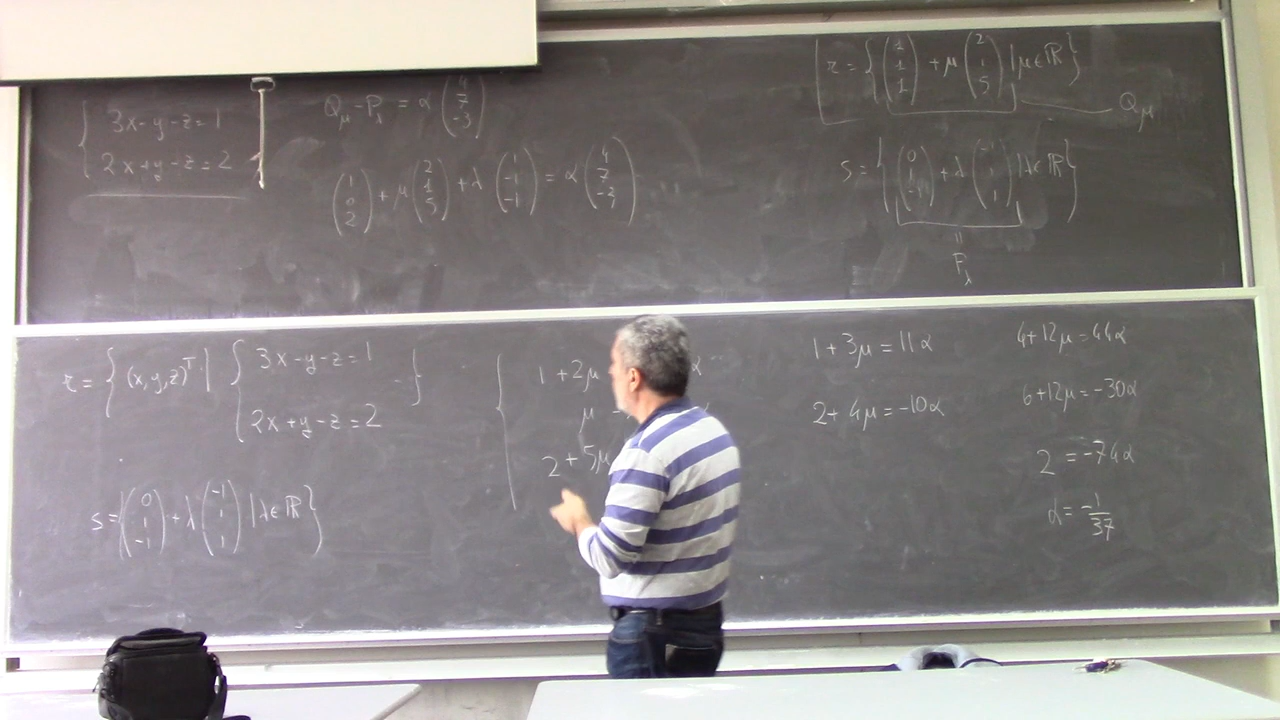 3x-y-z=1
2x+y-z=2
Q_μ - P_λ = α (4 7 -3)
(1 0 2) + μ (2 1 5) + λ (1 -1 -1) = α (4 7 -3)
r = { (1 1 1) + μ (2 1 5) | μ∈ℝ }
Q_μ
s = { (0 1 -1) + λ (-1 1 1) | λ∈ℝ }
=
P_λ
r = { (x,y,z)^T | { 3x-y-z=1
2x+y-z=2 }
s = { (0 1 -1) + λ (-1 1 1) | λ∈ℝ }
1+2μ
μ -
2+5μ
α
1+3μ = 11α
2+4μ = -10α
4+12μ = 44α
6+12μ = -30α
2 = -74α
α = -1/37